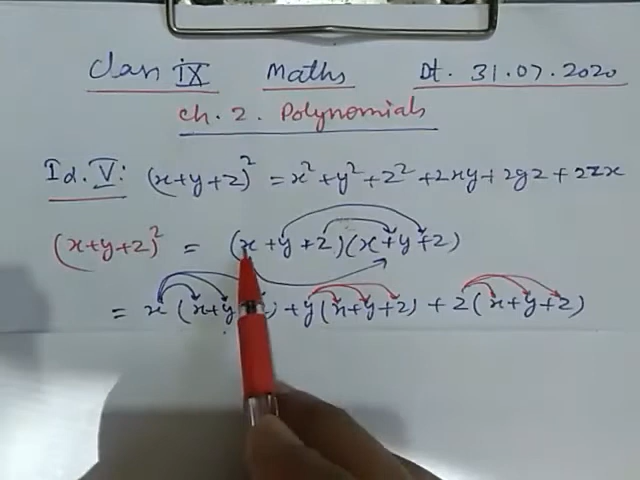 Class IX Maths Dt. 31.07.2020
Ch. 2. Polynomials
Id. V: (x+y+z)² = x²+y²+z²+2xy+2yz+2zx
(x+y+z)² = (x+y+z)(x+y+z)
= x(x+y+z)+y(x+y+z)+z(x+y+z)